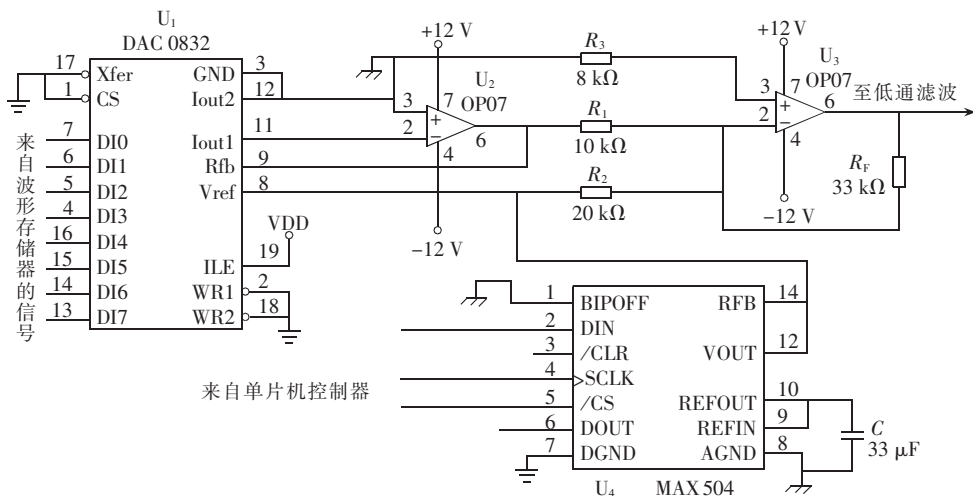 U₁
DAC 0832
17
Xfer
1
CS
7
DI0
6
DI1
5
DI2
4
DI3
16
DI4
15
DI5
14
DI6
13
DI7
来自波形存储器的信号
GND
3
Iout2
12
Iout1
11
Rfb
9
Vref
8
VDD
ILE
19
WR1
2
WR2
18
+12 V
U₂
OP07
3
+
7
2
−
6
4
−12 V
R₃
8 kΩ
R₁
10 kΩ
R₂
20 kΩ
+12 V
U₃
OP07
3
+
7
2
−
6
4
−12 V
至低通滤波
R_F
33 kΩ
来自单片机控制器
1
BIPOFF
2
DIN
3
/CLR
4
SCLK
5
/CS
6
DOUT
7
DGND
RFB
14
VOUT
12
REFOUT
10
REFIN
9
AGND
8
C
33 μF
U₄
MAX 504